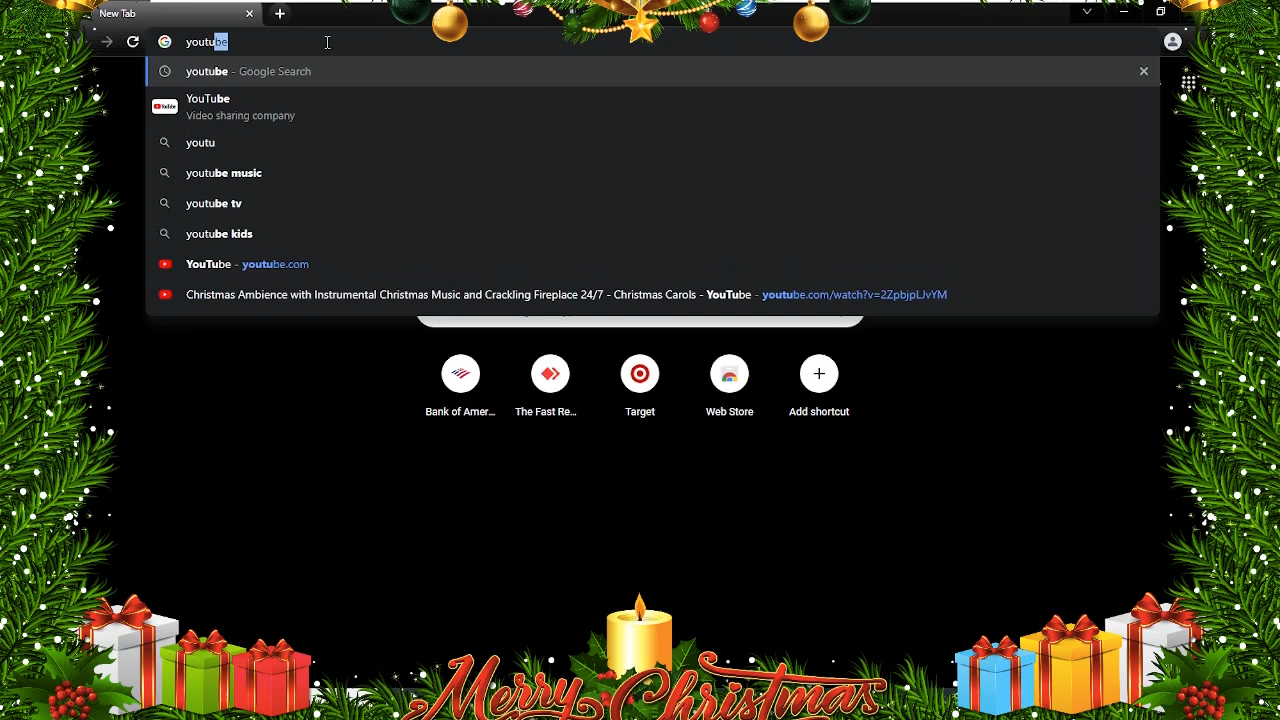 New Tab
youtube
youtube - Google Search
YouTube
Video sharing company
youtu
youtube music
youtube tv
youtube kids
YouTube - youtube.com
Christmas Ambience with Instrumental Christmas Music and Crackling Fireplace 24/7 - Christmas Carols - YouTube - youtube.com/watch?v=2ZpbjpLJvYM
Bank of Amer...
The Fast Re...
Target
Web Store
Add shortcut
Merry Christmas